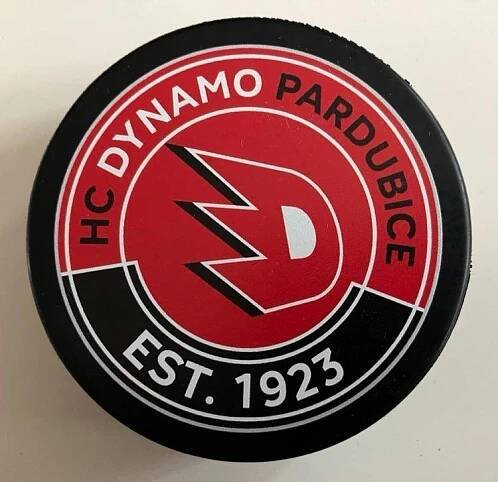 HC DYNAMO PARDUBICE
EST. 1923